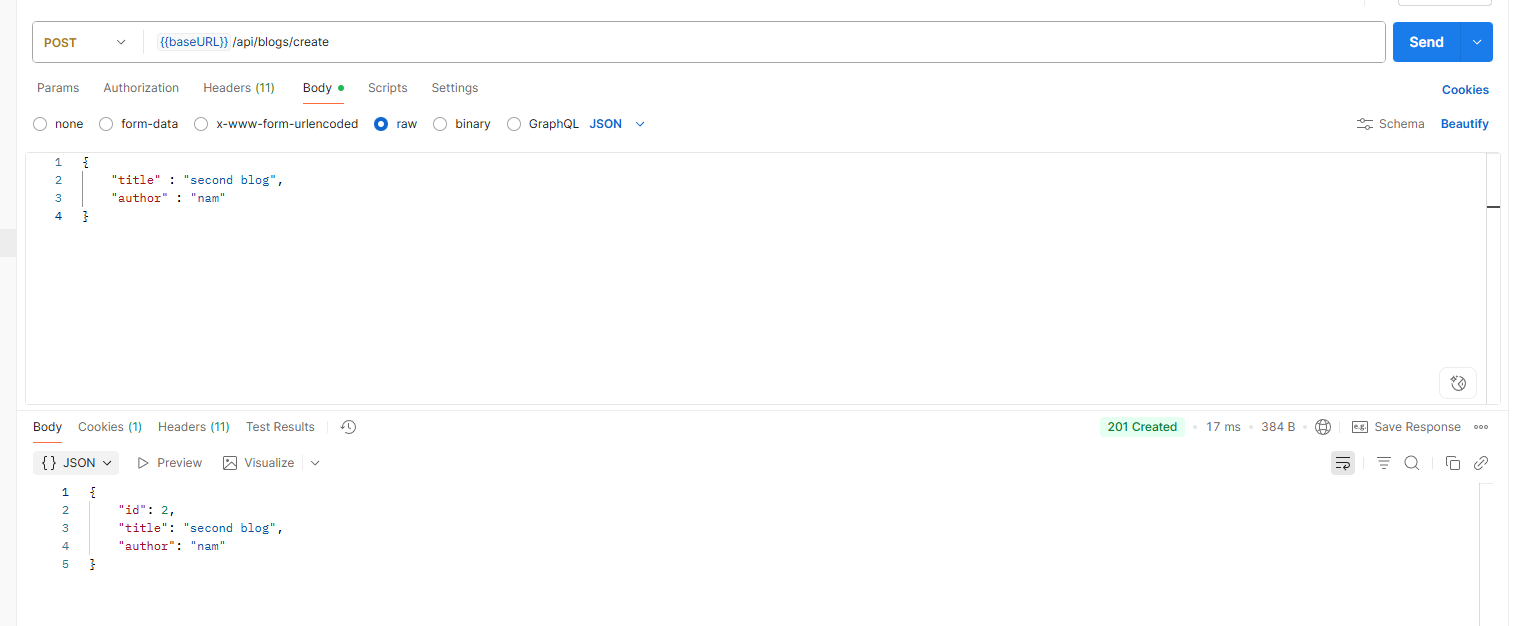 POST {{baseURL}} /api/blogs/create Send
Params Authorization Headers (11) Body Scripts Settings Cookies
none form-data x-www-form-urlencoded raw binary GraphQL JSON Schema Beautify
1 {
2 "title" : "second blog",
3 "author" : "nam"
4 }
Body Cookies (1) Headers (11) Test Results 201 Created • 17 ms • 384 B • e.g. Save Response
{} JSON Preview Visualize
1 {
2 "id": 2,
3 "title": "second blog",
4 "author": "nam"
5 }